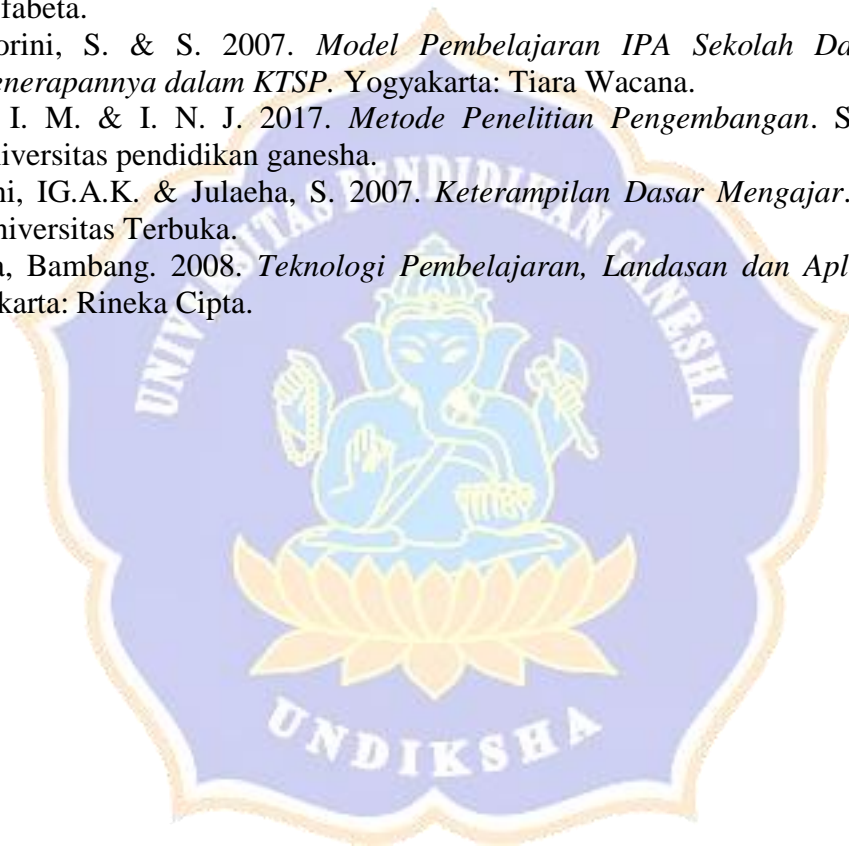 fabeta.
orini, S. & S. 2007. Model Pembelajaran IPA Sekolah Da
enerapannya dalam KTSP. Yogyakarta: Tiara Wacana.
I. M. & I. N. J. 2017. Metode Penelitian Pengembangan. S
iversitas pendidikan ganesha.
ni, IG.A.K. & Julaeha, S. 2007. Keterampilan Dasar Mengajar.
niversitas Terbuka.
a, Bambang. 2008. Teknologi Pembelajaran, Landasan dan Apl
karta: Rineka Cipta.
UNIVERSITAS PENDIDIKAN GANESHA
UNDIKSHA